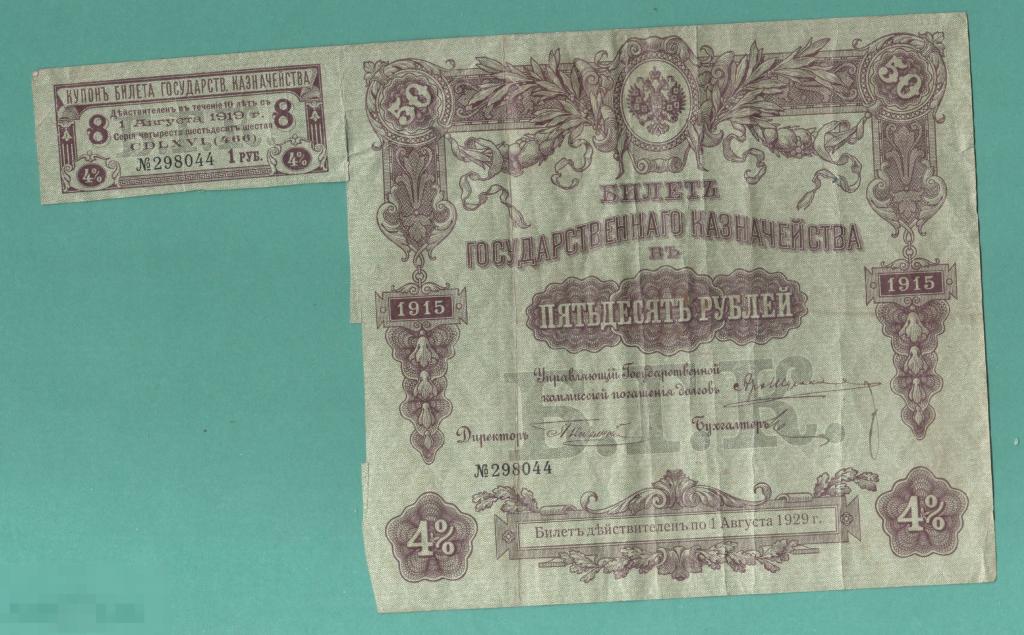 КУПОНЪ БИЛЕТА ГОСУДАРСТВ. КАЗНАЧЕЙСТВА
Дѣйствителенъ въ теченіе 10 лѣтъ съ
8 1 Августа 1919 г. 8
Серія четыреста шестьдесятъ шестая
CDLXVI (466)
№298044 1 РУБ.
4% 4%
50 50
БИЛЕТЪ
ГОСУДАРСТВЕННАГО КАЗНАЧЕЙСТВА
ВЪ
1915 1915
ПЯТЬДЕСЯТЪ РУБЛЕЙ
Управляющій Государственной
коммиссіей погашенія долговъ
Б.Г.К.
Директоръ Бухгалтеръ
№298044
4% 4%
Билетъ дѣйствителенъ по 1 Августа 1929 г.